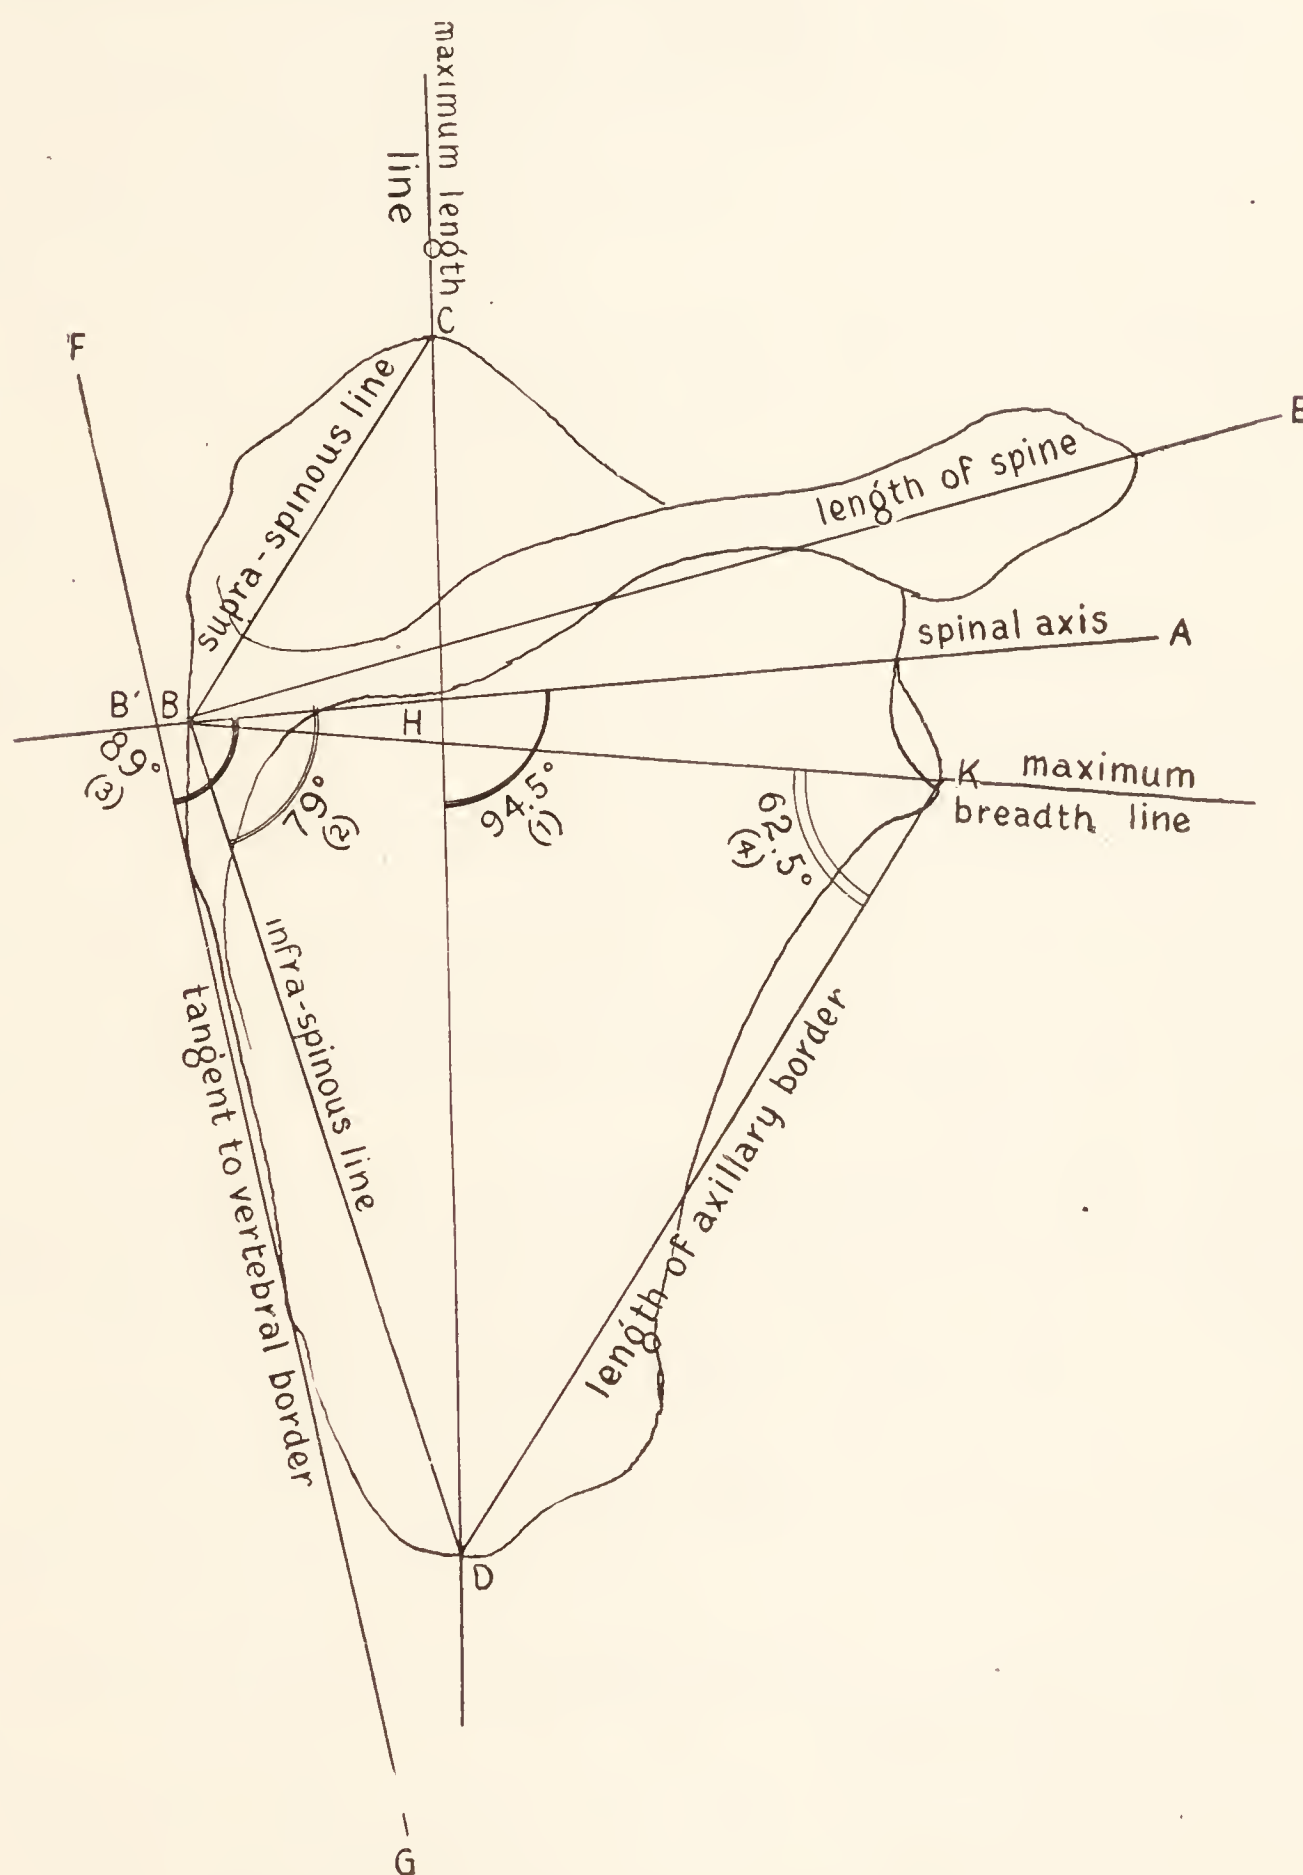 maximum length
line
C
F
E
supra-spinous line
length of spine
spinal axis
A
B' B
H
89°
(3)
79°
(2)
94.5°
(1)
62.5°
(4)
K
maximum
breadth line
infra-spinous line
tangent to vertebral border
length of axillary border
D
G